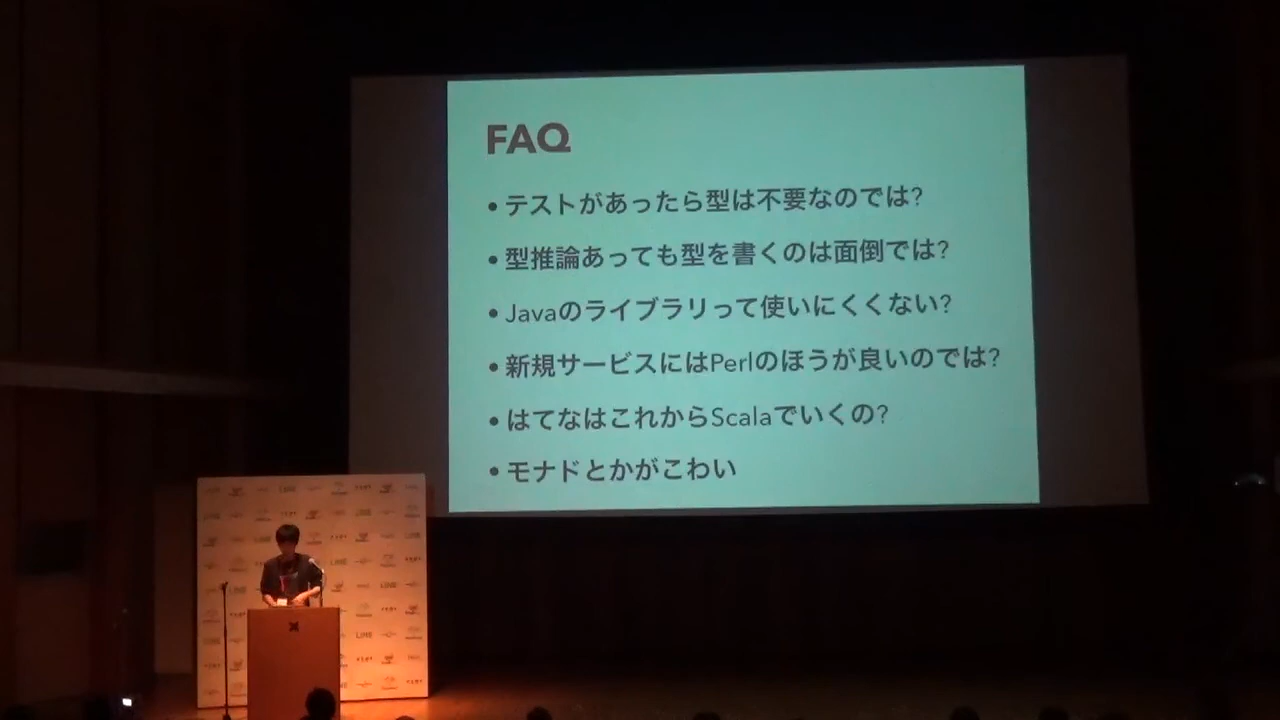 FAQ
• テストがあったら型は不要なのでは?
• 型推論あっても型を書くのは面倒では?
• Javaのライブラリって使いにくくない?
• 新規サービスにはPerlのほうが良いのでは?
• はてなはこれからScalaでいくの?
• モナドとかがこわい
LINE